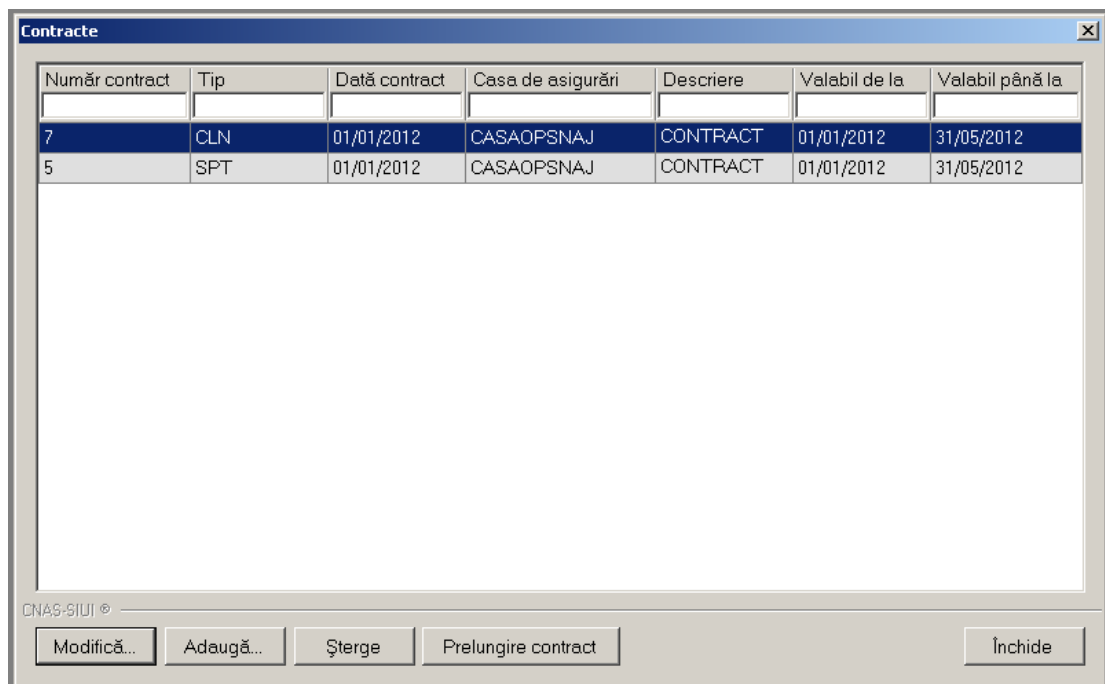 Contracte
Număr contract Tip Dată contract Casa de asigurări Descriere Valabil de la Valabil până la
7 CLN 01/01/2012 CASAOPSNAJ CONTRACT 01/01/2012 31/05/2012
5 SPT 01/01/2012 CASAOPSNAJ CONTRACT 01/01/2012 31/05/2012
CNAS-SIUI ®
Modifică... Adaugă... Şterge Prelungire contract Închide